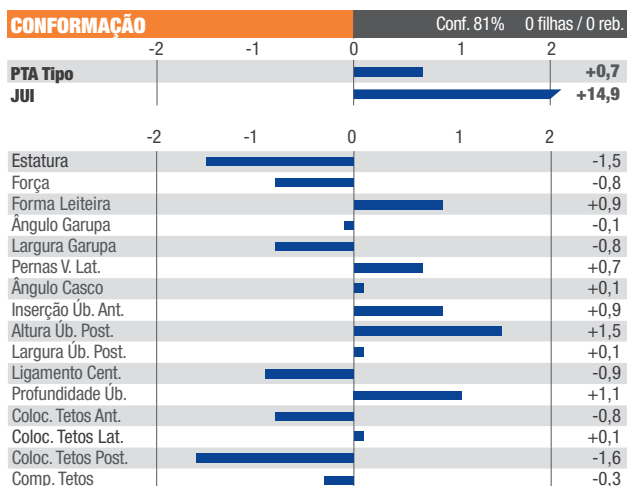 CONFORMAÇÃO Conf. 81% 0 filhas / 0 reb.
-2 -1 0 1 2
PTA Tipo +0,7
JUI +14,9
-2 -1 0 1 2
Estatura -1,5
Força -0,8
Forma Leiteira +0,9
Ângulo Garupa -0,1
Largura Garupa -0,8
Pernas V. Lat. +0,7
Ângulo Casco +0,1
Inserção Úb. Ant. +0,9
Altura Úb. Post. +1,5
Largura Úb. Post. +0,1
Ligamento Cent. -0,9
Profundidade Úb. +1,1
Coloc. Tetos Ant. -0,8
Coloc. Tetos Lat. +0,1
Coloc. Tetos Post. -1,6
Comp. Tetos -0,3